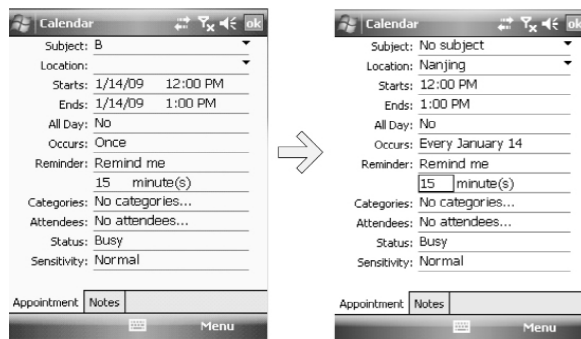 Calendar ok
Subject: B
Location:
Starts: 1/14/09 12:00 PM
Ends: 1/14/09 1:00 PM
All Day: No
Occurs: Once
Reminder: Remind me
15 minute(s)
Categories: No categories...
Attendees: No attendees...
Status: Busy
Sensitivity: Normal
Appointment Notes
Menu
Calendar ok
Subject: No subject
Location: Nanjing
Starts: 12:00 PM
Ends: 1:00 PM
All Day: No
Occurs: Every January 14
Reminder: Remind me
15 minute(s)
Categories: No categories...
Attendees: No attendees...
Status: Busy
Sensitivity: Normal
Appointment Notes
Menu